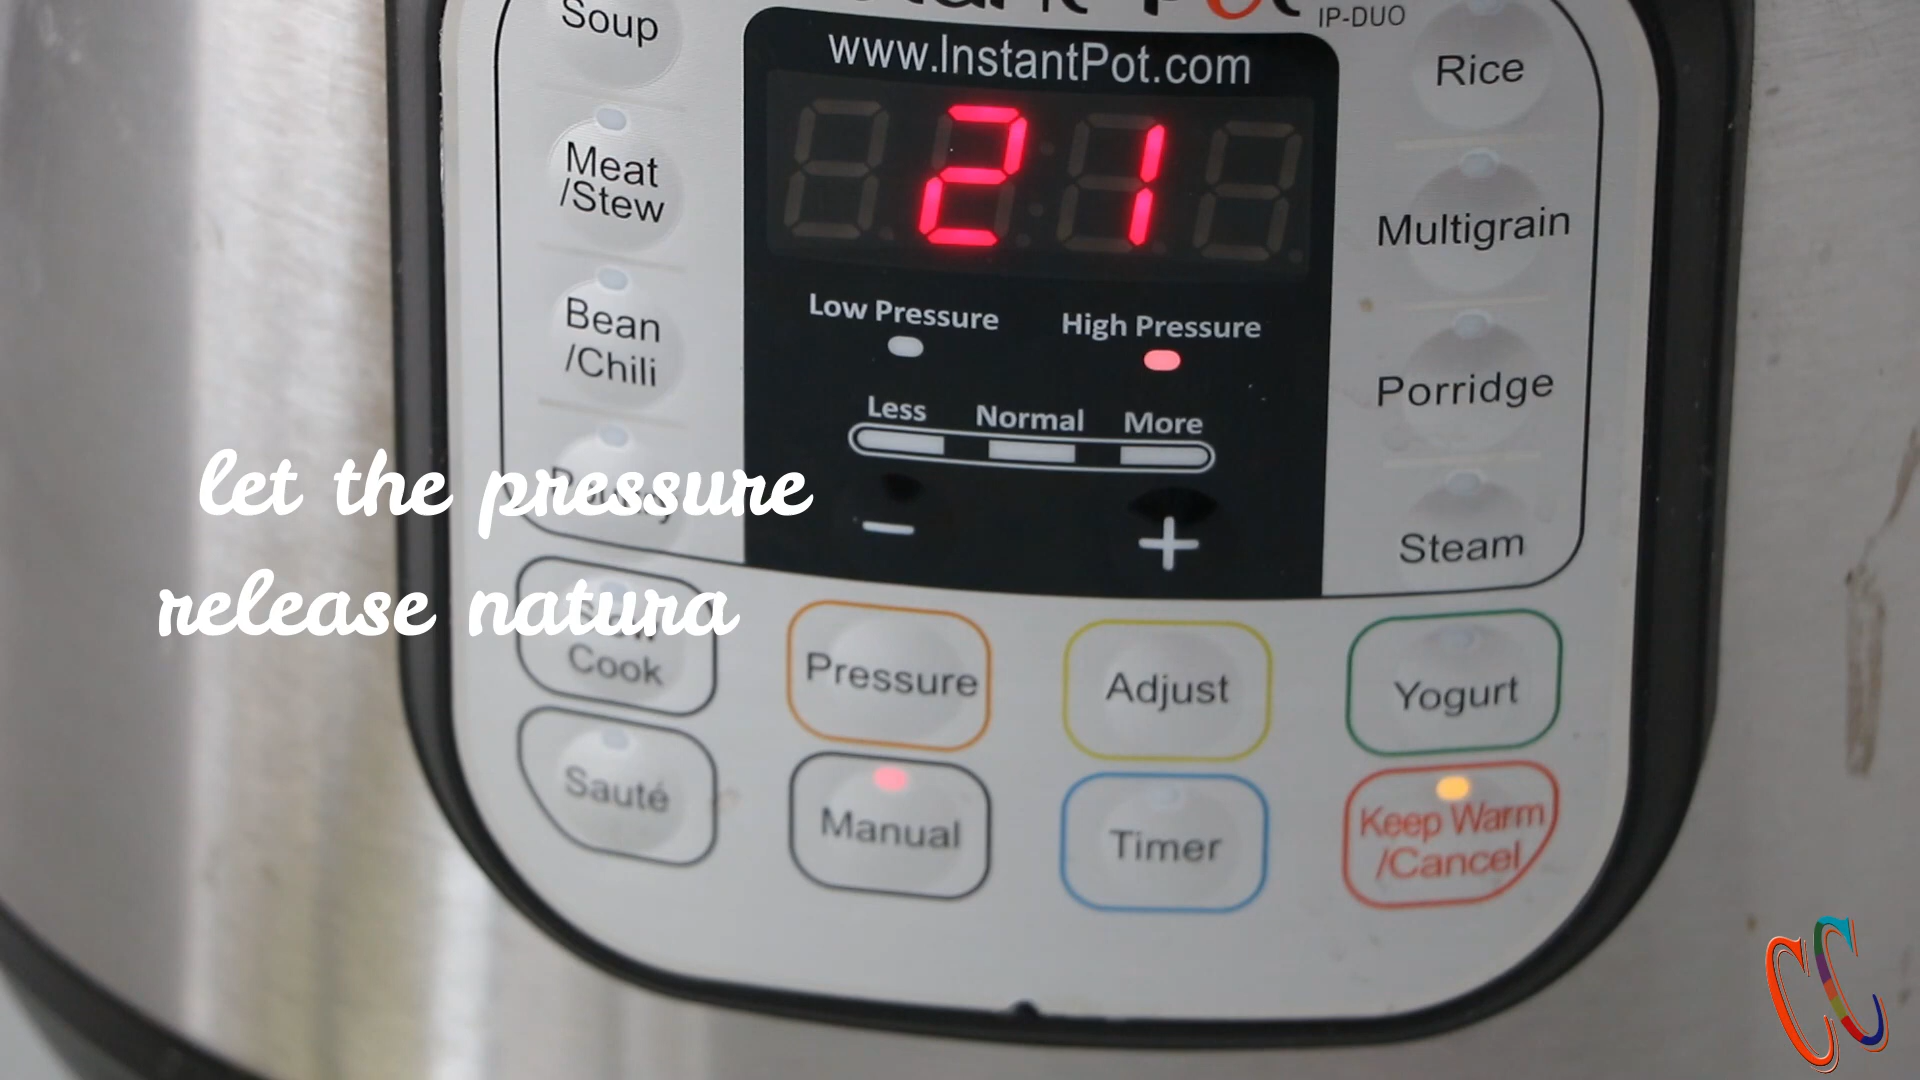 IP-DUO
www.InstantPot.com
21
Soup
Meat
/Stew
Bean
/Chili
Low Pressure
High Pressure
Less
Normal
More
−
+
Rice
Multigrain
Porridge
Steam
let the pressure
release natura
Cook
Sauté
Pressure
Adjust
Yogurt
Manual
Timer
Keep Warm
/Cancel
CC